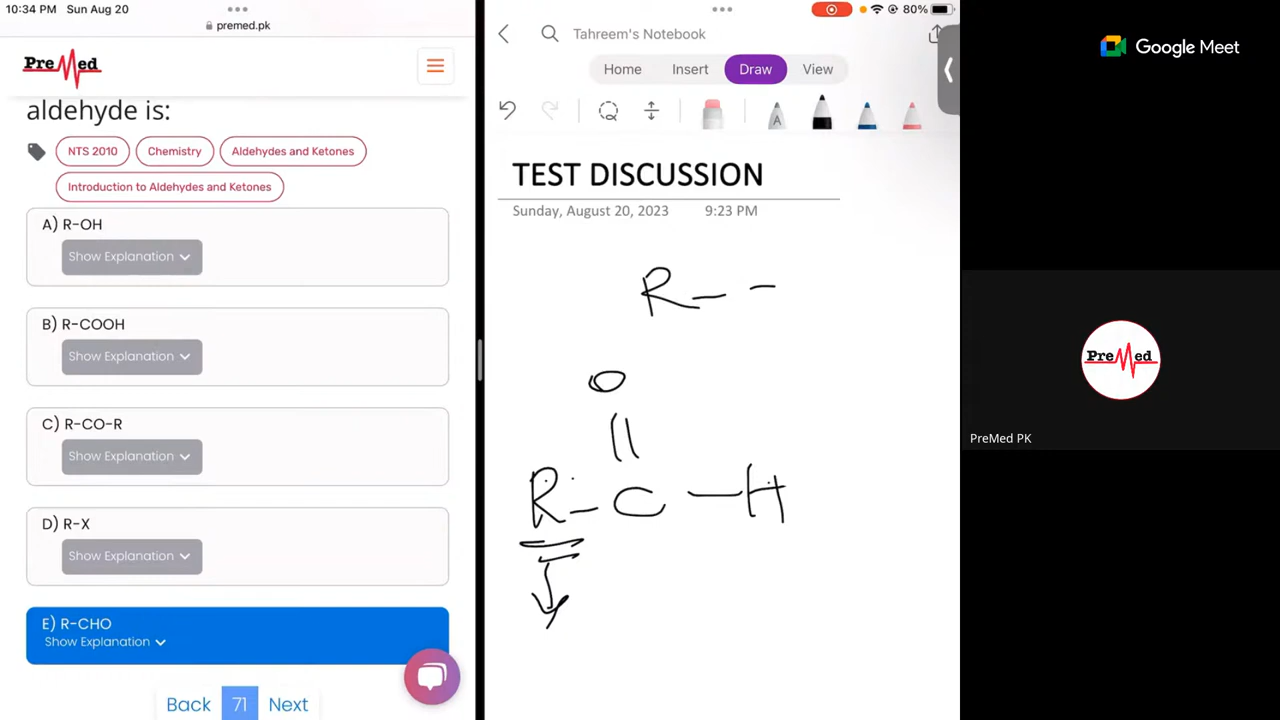 10:34 PM Sun Aug 20
premed.pk
PreMed
aldehyde is:
NTS 2010
Chemistry
Aldehydes and Ketones
Introduction to Aldehydes and Ketones
A) R-OH
Show Explanation
B) R-COOH
Show Explanation
C) R-CO-R
Show Explanation
D) R-X
Show Explanation
E) R-CHO
Show Explanation
Back 71 Next
80%
Tahreem's Notebook
Home Insert Draw View
A
TEST DISCUSSION
Sunday, August 20, 2023 9:23 PM
R - -
O
||
R - C - H
Google Meet
PreMed
PreMed PK